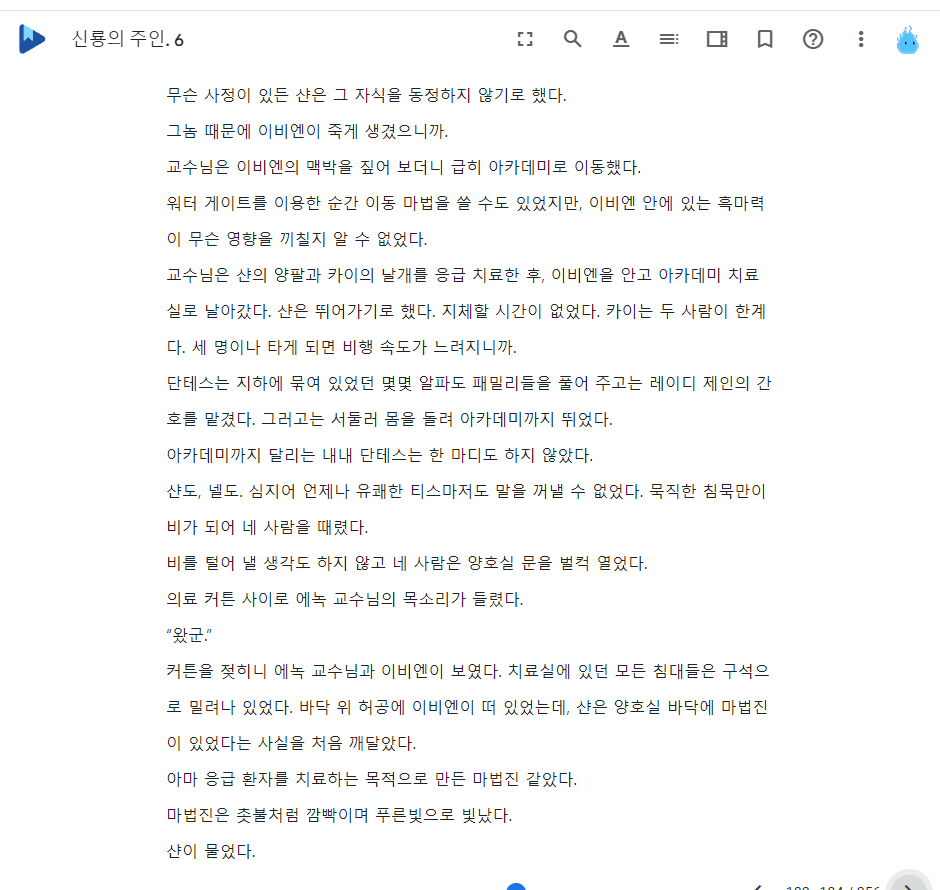 신룡의 주인. 6
무슨 사정이 있든 샨은 그 자식을 동정하지 않기로 했다.
그놈 때문에 이비엔이 죽게 생겼으니까.
교수님은 이비엔의 맥박을 짚어 보더니 급히 아카데미로 이동했다.
워터 게이트를 이용한 순간 이동 마법을 쓸 수도 있었지만, 이비엔 안에 있는 흑마력
이 무슨 영향을 끼칠지 알 수 없었다.
교수님은 샨의 양팔과 카이의 날개를 응급 치료한 후, 이비엔을 안고 아카데미 치료
실로 날아갔다. 샨은 뛰어가기로 했다. 지체할 시간이 없었다. 카이는 두 사람이 한계
다. 세 명이나 타게 되면 비행 속도가 느려지니까.
단테스는 지하에 묶여 있었던 몇몇 알파도 패밀리들을 풀어 주고는 레이디 제인의 간
호를 맡겼다. 그러고는 서둘러 몸을 돌려 아카데미까지 뛰었다.
아카데미까지 달리는 내내 단테스는 한 마디도 하지 않았다.
샨도, 넬도. 심지어 언제나 유쾌한 티스마저도 말을 꺼낼 수 없었다. 묵직한 침묵만이
비가 되어 네 사람을 때렸다.
비를 털어 낼 생각도 하지 않고 네 사람은 양호실 문을 벌컥 열었다.
의료 커튼 사이로 에녹 교수님의 목소리가 들렸다.
“왔군.”
커튼을 젖히니 에녹 교수님과 이비엔이 보였다. 치료실에 있던 모든 침대들은 구석으
로 밀려나 있었다. 바닥 위 허공에 이비엔이 떠 있었는데, 샨은 양호실 바닥에 마법진
이 있었다는 사실을 처음 깨달았다.
아마 응급 환자를 치료하는 목적으로 만든 마법진 같았다.
마법진은 촛불처럼 깜빡이며 푸른빛으로 빛났다.
샨이 물었다.